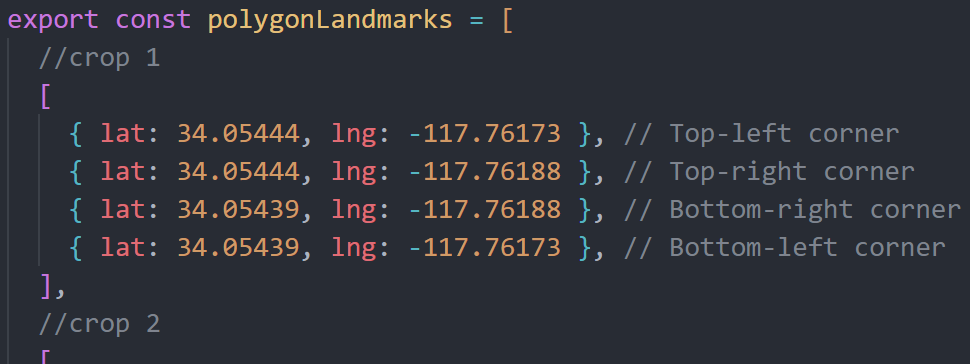 export const polygonLandmarks = [
  //crop 1
  [
    { lat: 34.05444, lng: -117.76173 }, // Top-left corner
    { lat: 34.05444, lng: -117.76188 }, // Top-right corner
    { lat: 34.05439, lng: -117.76188 }, // Bottom-right corner
    { lat: 34.05439, lng: -117.76173 }, // Bottom-left corner
  ],
  //crop 2
  [